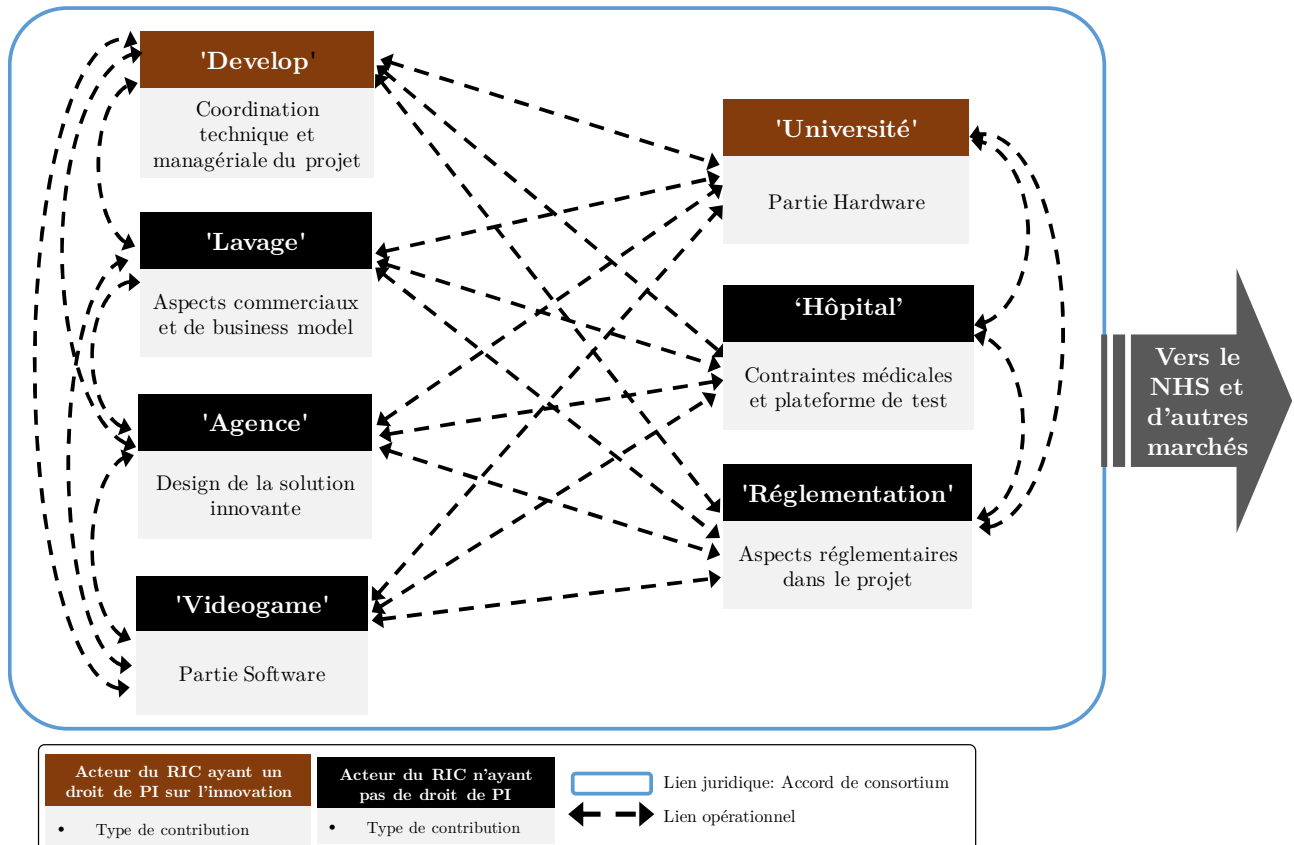 'Develop'
Coordination
technique et
managériale du projet
'Lavage'
Aspects commerciaux
et de business model
'Agence'
Design de la solution
innovante
'Videogame'
Partie Software
'Université'
Partie Hardware
‘Hôpital’
Contraintes médicales
et plateforme de test
'Réglementation'
Aspects réglementaires
dans le projet
Vers le
NHS et
d’autres
marchés
Acteur du RIC ayant un
droit de PI sur l’innovation
• Type de contribution
Acteur du RIC n’ayant
pas de droit de PI
• Type de contribution
Lien juridique: Accord de consortium
Lien opérationnel